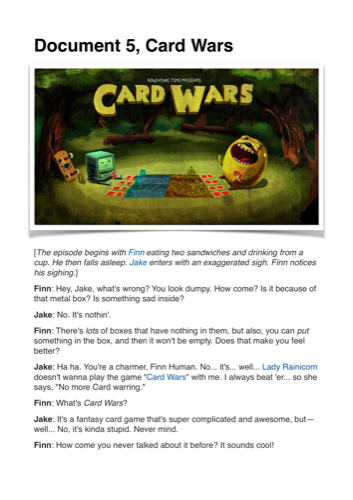 Document 5, Card Wars
ADVENTURE TIME PRESENTS
CARD WARS
[The episode begins with Finn eating two sandwiches and drinking from a
cup. He then falls asleep. Jake enters with an exaggerated sigh. Finn notices
his sighing.]
Finn: Hey, Jake, what's wrong? You look dumpy. How come? Is it because of
that metal box? Is something sad inside?
Jake: No. It's nothin'.
Finn: There's lots of boxes that have nothing in them, but also, you can put
something in the box, and then it won't be empty. Does that make you feel
better?
Jake: Ha ha. You're a charmer, Finn Human. No... it's... well... Lady Rainicorn
doesn't wanna play the game "Card Wars" with me. I always beat 'er... so she
says, "No more Card warring."
Finn: What's Card Wars?
Jake: It's a fantasy card game that's super complicated and awesome, but—
well... No, it's kinda stupid. Never mind.
Finn: How come you never talked about it before? It sounds cool!